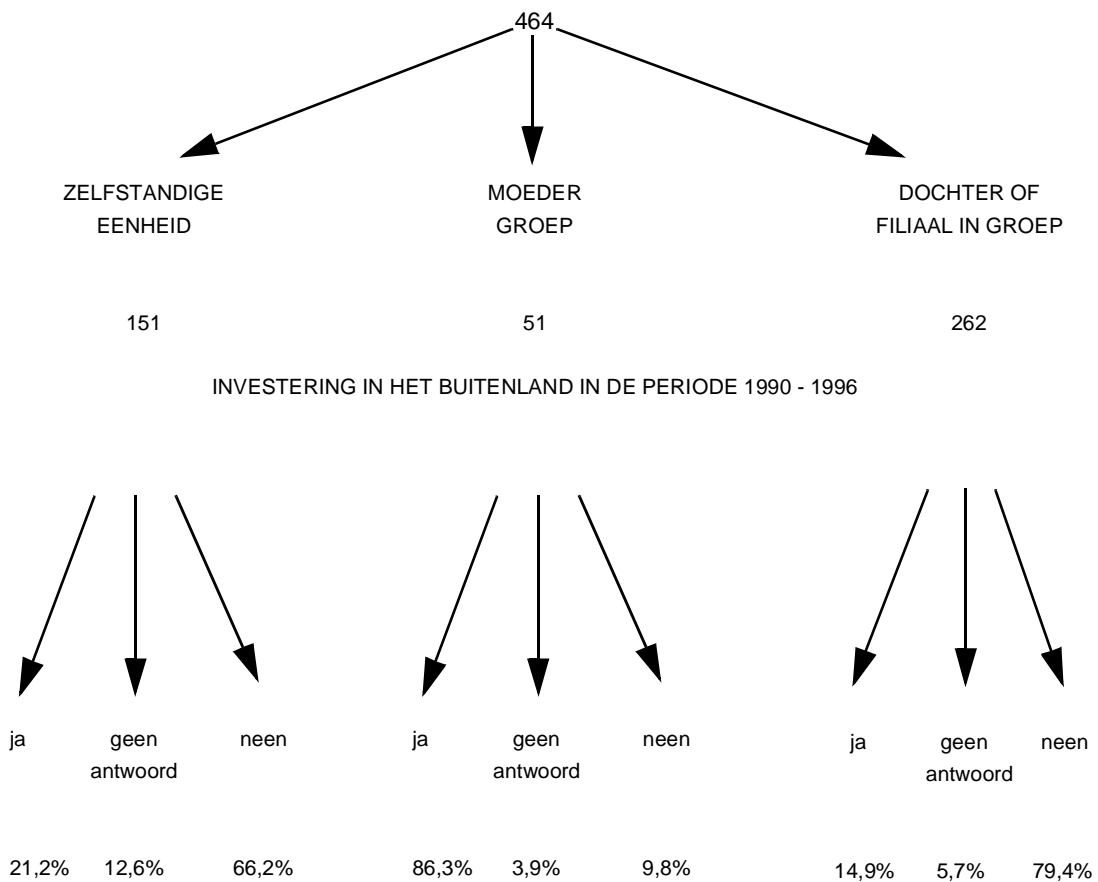 464
ZELFSTANDIGE
EENHEID
MOEDER
GROEP
DOCHTER OF
FILIAAL IN GROEP
151
51
262
INVESTERING IN HET BUITENLAND IN DE PERIODE 1990 - 1996
ja
geen
antwoord
neen
ja
geen
antwoord
neen
ja
geen
antwoord
neen
21,2%
12,6%
66,2%
86,3%
3,9%
9,8%
14,9%
5,7%
79,4%